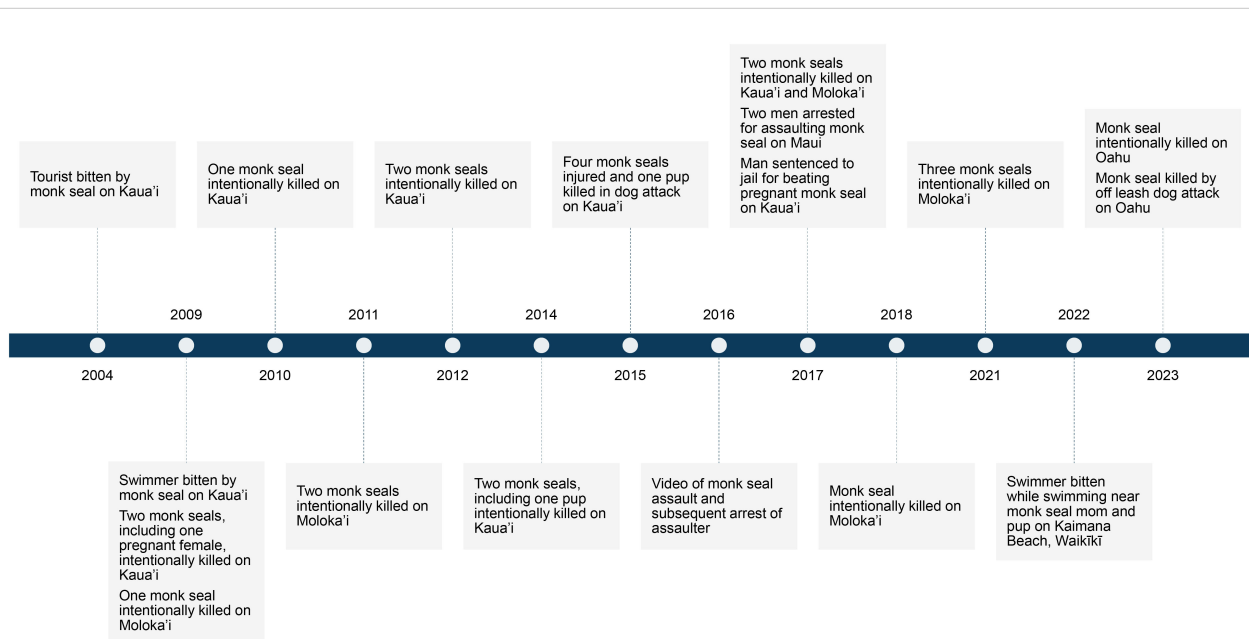 Tourist bitten by
monk seal on Kaua’i
One monk seal
intentionally killed on
Kaua’i
Two monk seals
intentionally killed on
Kaua’i
Four monk seals
injured and one pup
killed in dog attack
on Kaua’i
Two monk seals
intentionally killed on
Kaua’i and Moloka’i
Two men arrested
for assaulting monk
seal on Maui
Man sentenced to
jail for beating
pregnant monk seal
on Kaua’i
Three monk seals
intentionally killed on
Moloka’i
Monk seal
intentionally killed on
Oahu
Monk seal killed by
off leash dog attack
on Oahu
2009
2011
2014
2016
2018
2022
2004
2010
2012
2015
2017
2021
2023
Swimmer bitten by
monk seal on Kaua’i
Two monk seals,
including one
pregnant female,
intentionally killed on
Kaua’i
One monk seal
intentionally killed on
Moloka’i
Two monk seals
intentionally killed on
Moloka’i
Two monk seals,
including one pup
intentionally killed on
Kaua’i
Video of monk seal
assault and
subsequent arrest of
assaulter
Monk seal
intentionally killed on
Moloka’i
Swimmer bitten
while swimming near
monk seal mom and
pup on Kaimana
Beach, Waikīkī